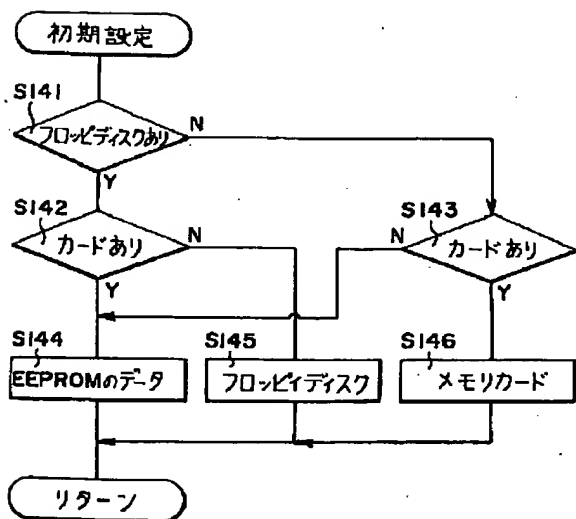 初期設定
S141
フロッピディスクあり
N
Y
S142
カードあり
N
Y
S143
カードあり
N
Y
S144
EEPROMのデータ
S145
フロッピィディスク
S146
メモリカード
リターン